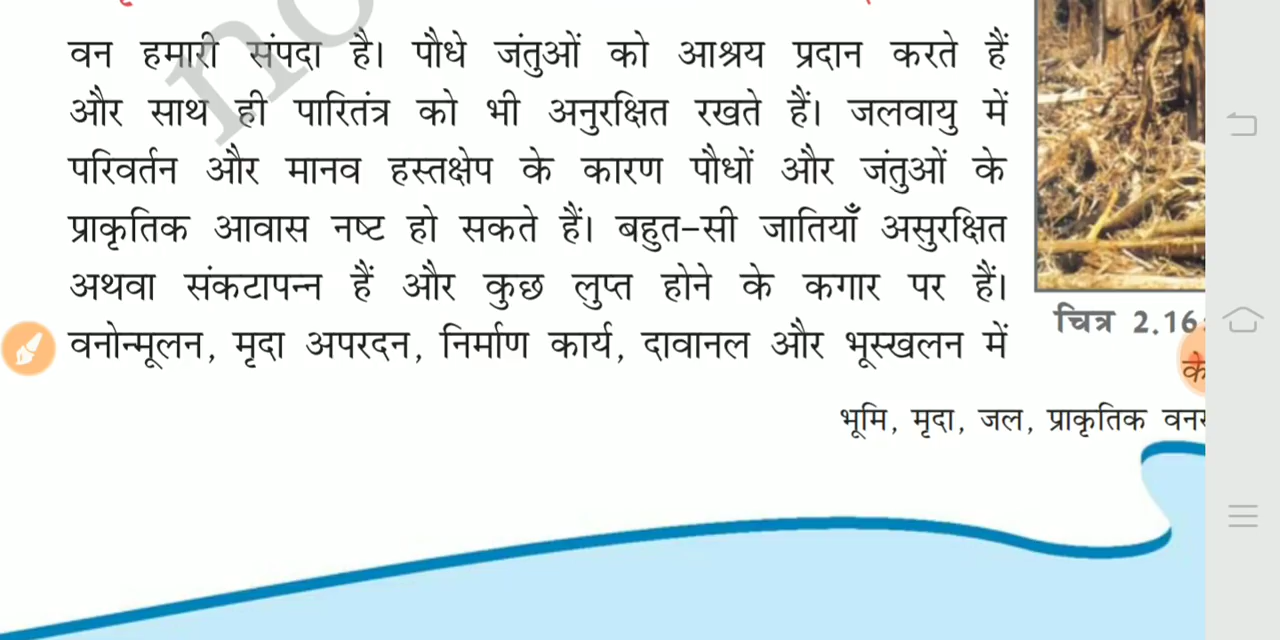 वन हमारी संपदा है। पौधे जंतुओं को आश्रय प्रदान करते हैं
और साथ ही पारितंत्र को भी अनुरक्षित रखते हैं। जलवायु में
परिवर्तन और मानव हस्तक्षेप के कारण पौधों और जंतुओं के
प्राकृतिक आवास नष्ट हो सकते हैं। बहुत-सी जातियाँ असुरक्षित
अथवा संकटापन्न हैं और कुछ लुप्त होने के कगार पर हैं।
वनोन्मूलन, मृदा अपरदन, निर्माण कार्य, दावानल और भूस्खलन में
चित्र 2.16
के
भूमि, मृदा, जल, प्राकृतिक